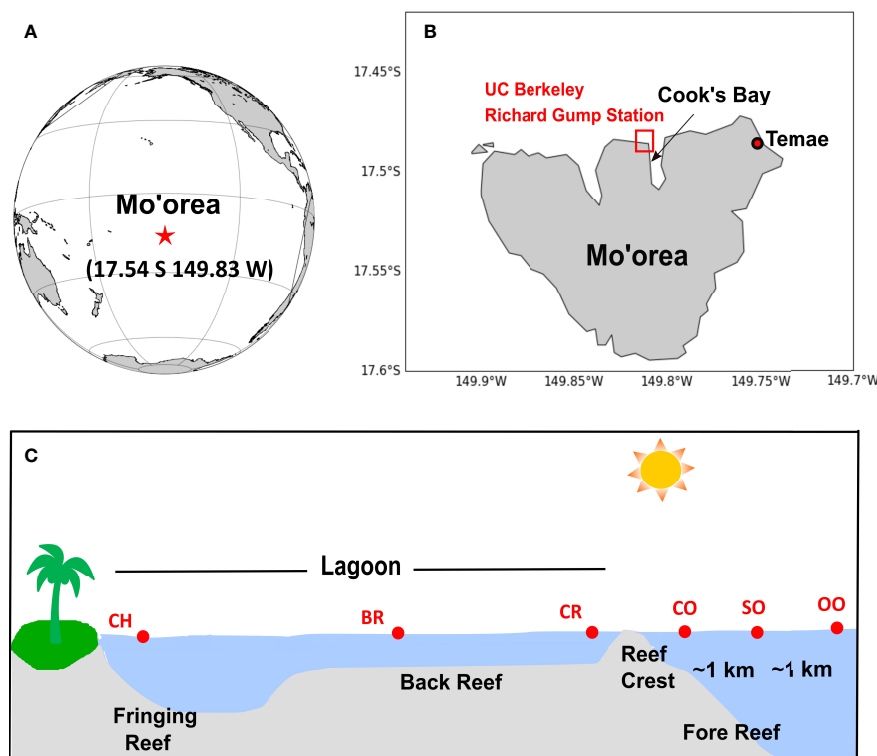 A
Mo'orea
(17.54 S 149.83 W)
B
17.45°S
17.5°S
17.55°S
17.6°S
149.9°W
149.85°W
149.8°W
149.75°W
149.7°W
UC Berkeley
Richard Gump Station
Cook's Bay
Temae
Mo'orea
C
Lagoon
CH
BR
CR
CO
SO
OO
Fringing
Reef
Back Reef
Reef
Crest
~1 km
~1 km
Fore Reef